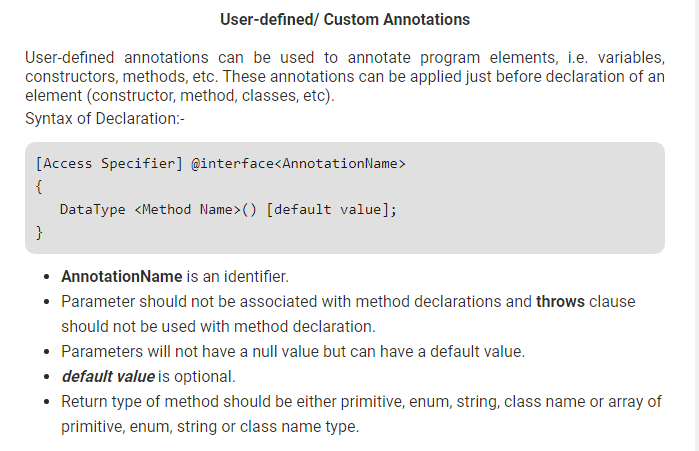 User-defined/ Custom Annotations
User-defined annotations can be used to annotate program elements, i.e. variables,
constructors, methods, etc. These annotations can be applied just before declaration of an
element (constructor, method, classes, etc).
Syntax of Declaration:-
[Access Specifier] @interface<AnnotationName>
{
   DataType <Method Name>() [default value];
}
• AnnotationName is an identifier.
• Parameter should not be associated with method declarations and throws clause
should not be used with method declaration.
• Parameters will not have a null value but can have a default value.
• default value is optional.
• Return type of method should be either primitive, enum, string, class name or array of
primitive, enum, string or class name type.